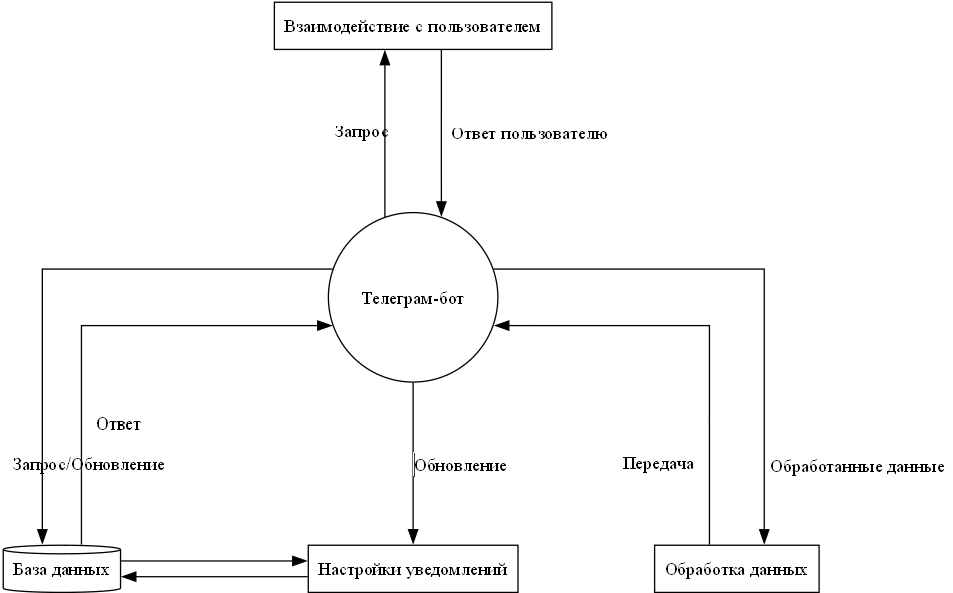 Взаимодействие с пользователем
Запрос
Ответ пользователю
Телеграм-бот
Ответ
Запрос/Обновление
Обновление
Передача
Обработанные данные
База данных
Настройки уведомлений
Обработка данных